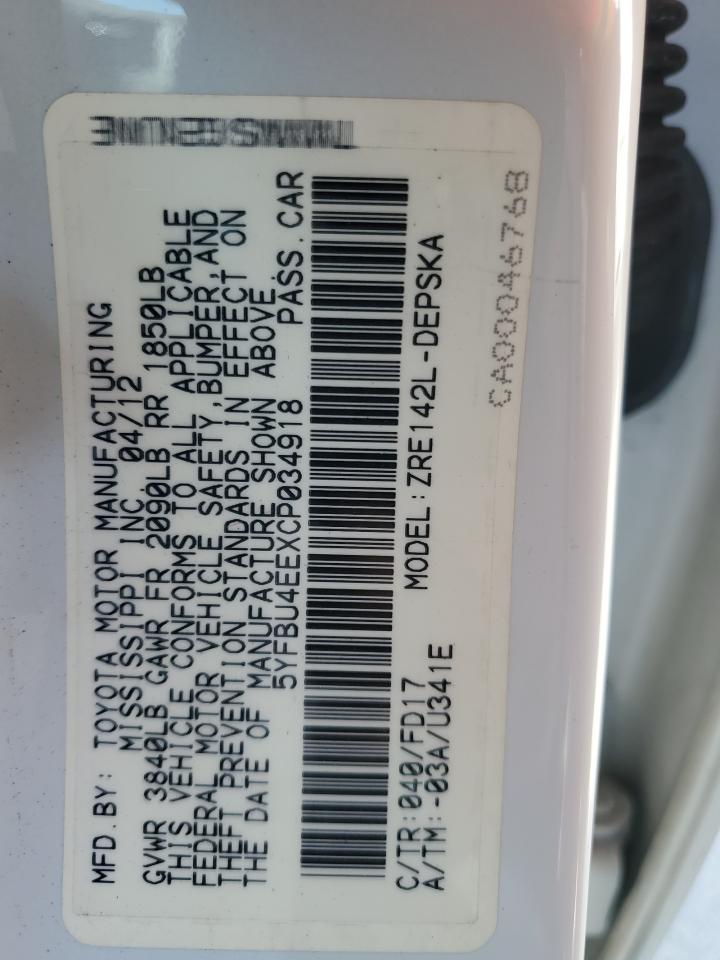 MFD.BY: TOYOTA MOTOR MANUFACTURING
MISSISSIPPI INC. 04/12
GVWR 3840LB GAWR FR 2090LB RR 1850LB
THIS VEHICLE CONFORMS TO ALL APPLICABLE
FEDERAL MOTOR VEHICLE SAFETY,BUMPER,AND
THEFT PREVENTION STANDARDS IN EFFECT ON
THE DATE OF MANUFACTURE SHOWN ABOVE.
5YFBU4EEXCP034918 PASS.CAR
C/TR:040/FD17 MODEL:ZRE142L-DEPSKA
A/TM:-03A/U341E
CA00046768